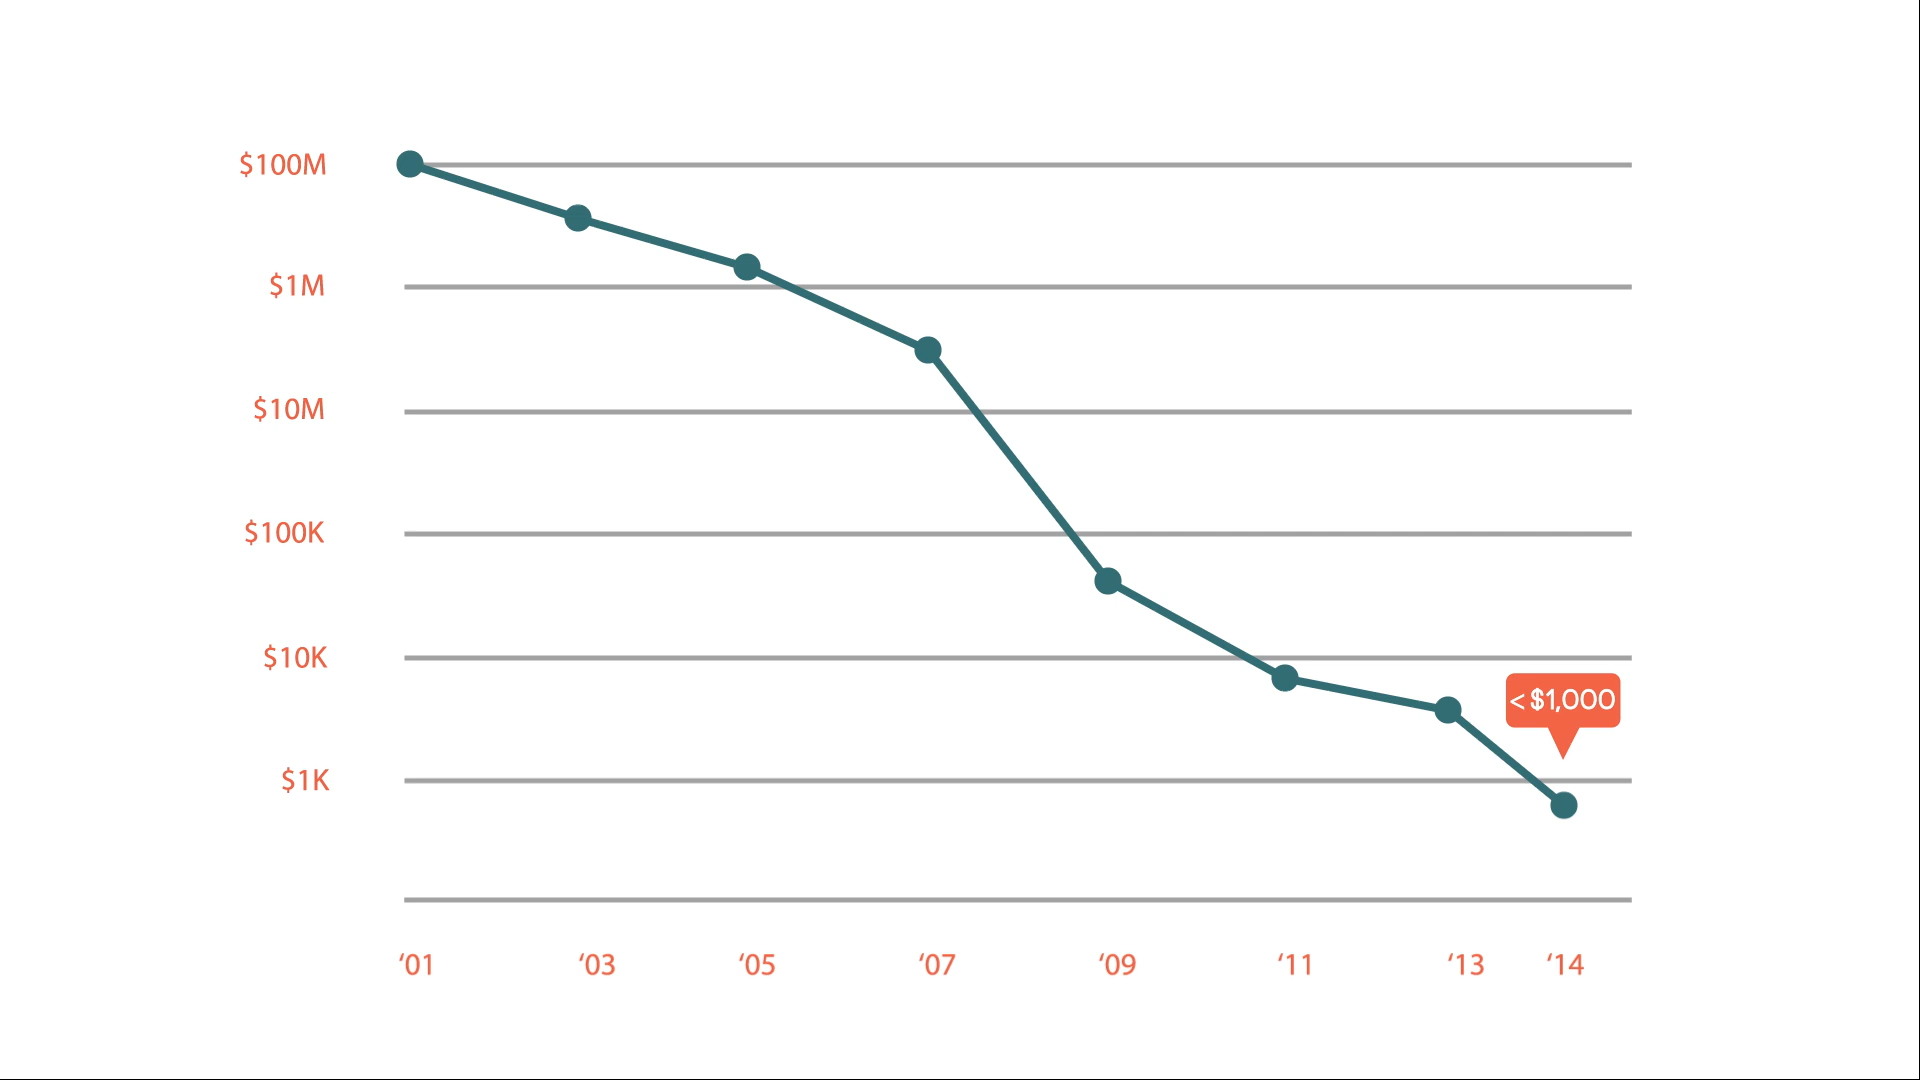 $100M
$1M
$10M
$100K
$10K
< $1,000
$1K
‘01 ‘03 ‘05 ‘07 ‘09 ‘11 ‘13 ‘14